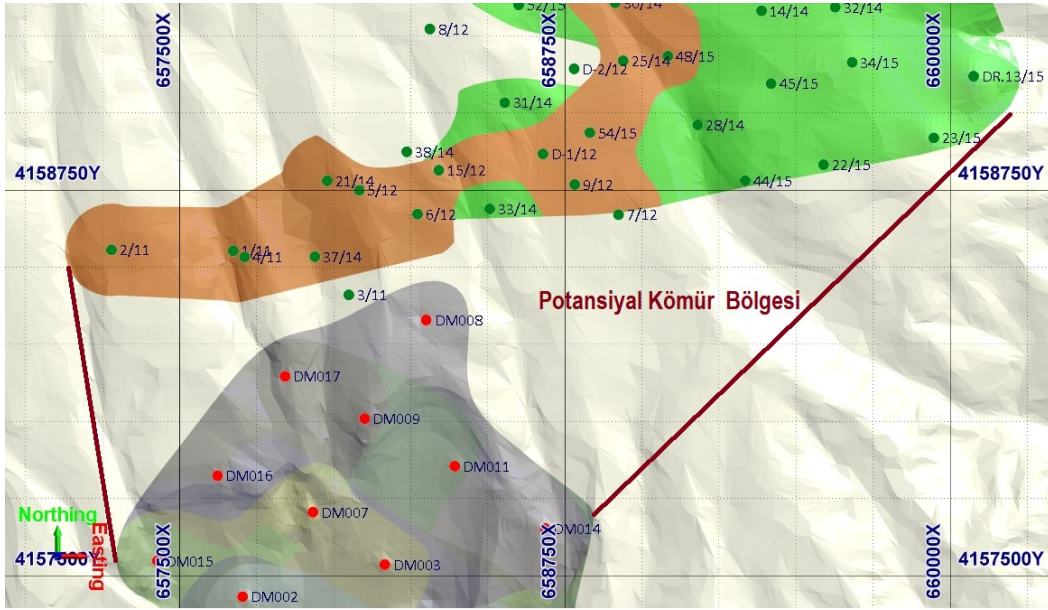 657500X
658750X
660000X
52/15
50/14
14/14
32/14
8/12
D-2/12
25/14
48/15
34/15
DR.13/15
45/15
31/14
28/14
54/15
23/15
38/14
D-1/12
15/12
22/15
4158750Y
4158750Y
21/14
5/12
9/12
44/15
6/12
33/14
7/12
2/11
1/11
4/11
37/14
3/11
Potansiyal Kömür Bölgesi
DM008
DM017
DM009
DM011
DM016
DM007
DM014
Northing
Easting
4157500Y
4157500Y
DM015
DM003
DM002
657500X
658750X
660000X